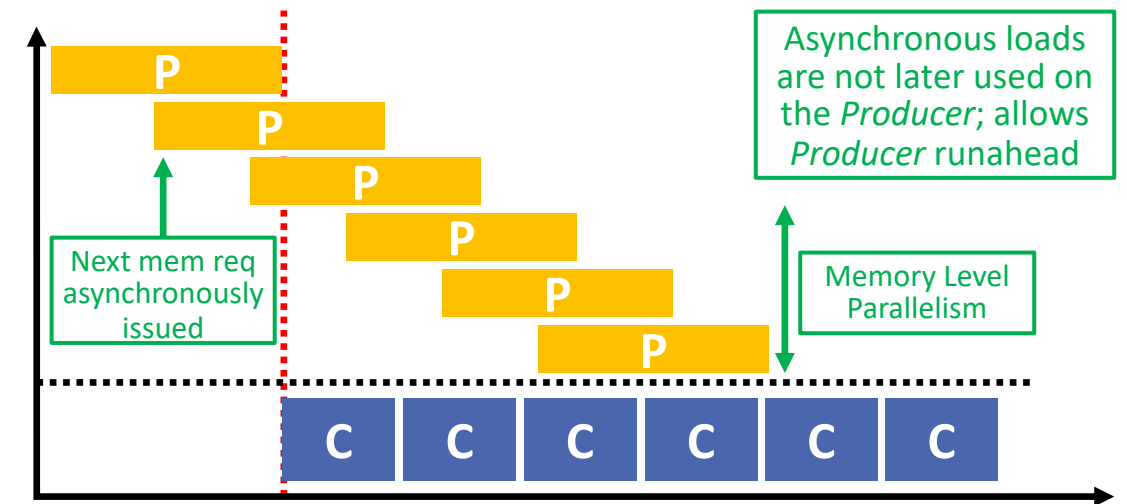 P
P
P
P
P
P
Asynchronous loads
are not later used on
the Producer; allows
Producer runahead
Next mem req
asynchronously
issued
Memory Level
Parallelism
C C C C C C